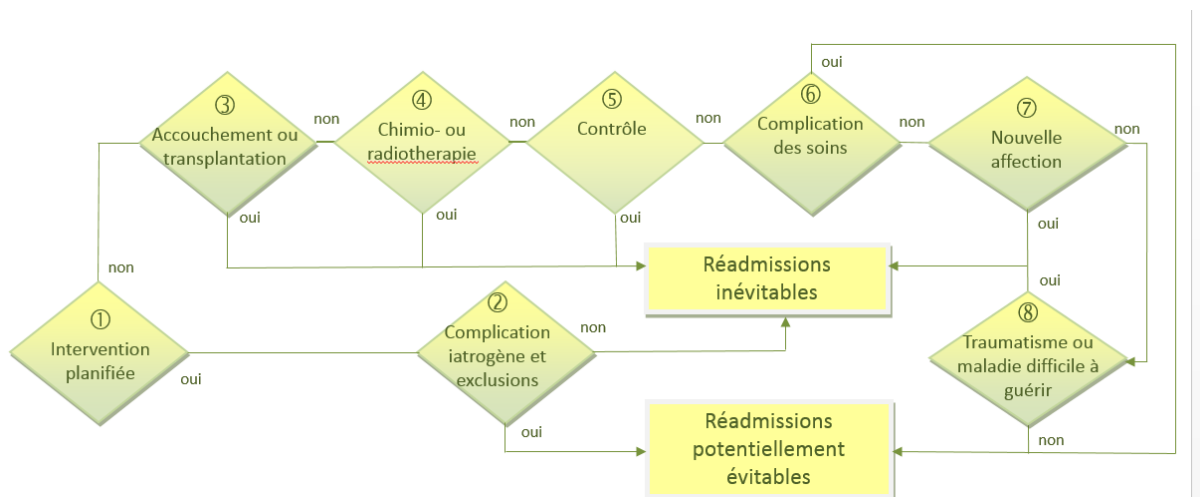 oui
③
Accouchement ou
transplantation
non
④
Chimio- ou
radiotherapie
non
⑤
Contrôle
non
⑥
Complication
des soins
non
⑦
Nouvelle
affection
non
oui
oui
oui
oui
non
Réadmissions
inévitables
oui
①
Intervention
planifiée
oui
②
Complication
iatrogène et
exclusions
non
⑧
Traumatisme ou
maladie difficile à
guérir
oui
non
Réadmissions
potentiellement
évitables